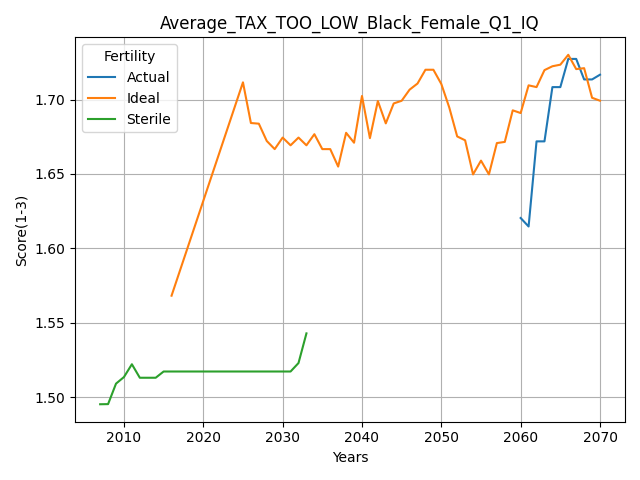 Average_TAX_TOO_LOW_Black_Female_Q1_IQ
Fertility
Actual
Ideal
Sterile
Score(1-3)
1.70
1.65
1.60
1.55
1.50
2010 2020 2030 2040 2050 2060 2070
Years